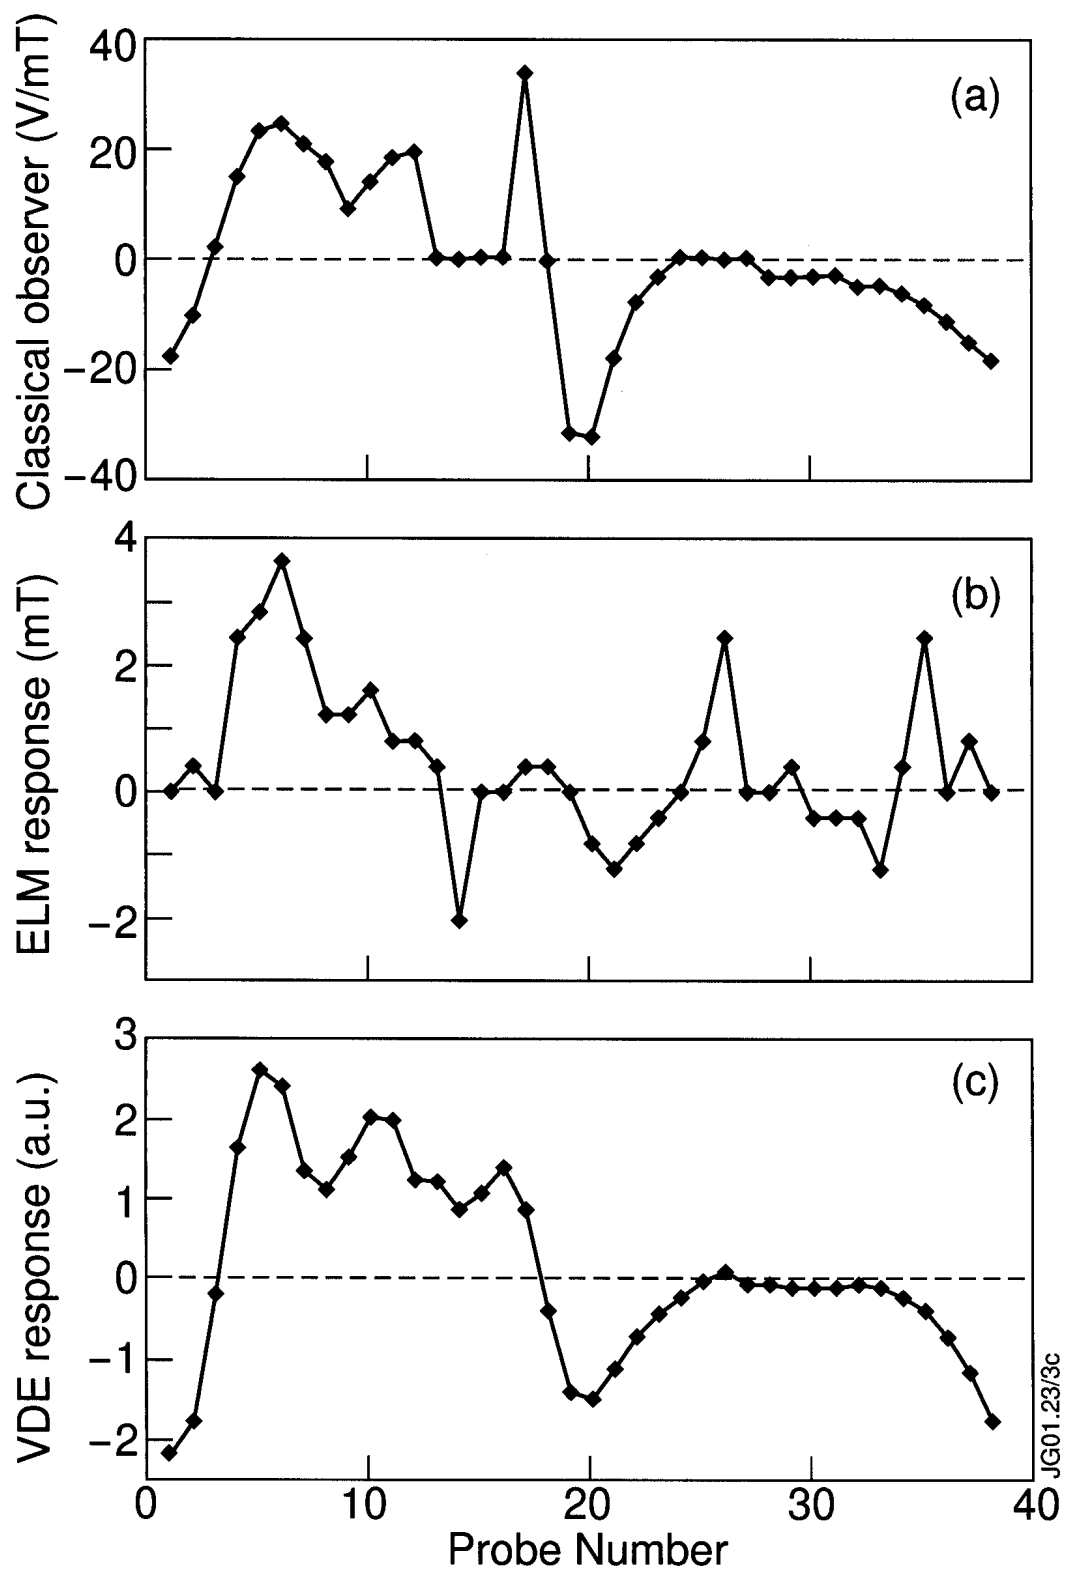 Classical observer (V/mT)
40
20
0
−20
−40
(a)
ELM response (mT)
4
2
0
−2
(b)
VDE response (a.u.)
3
2
1
0
−1
−2
(c)
0 10 20 30 40
Probe Number
JG01.23/3c